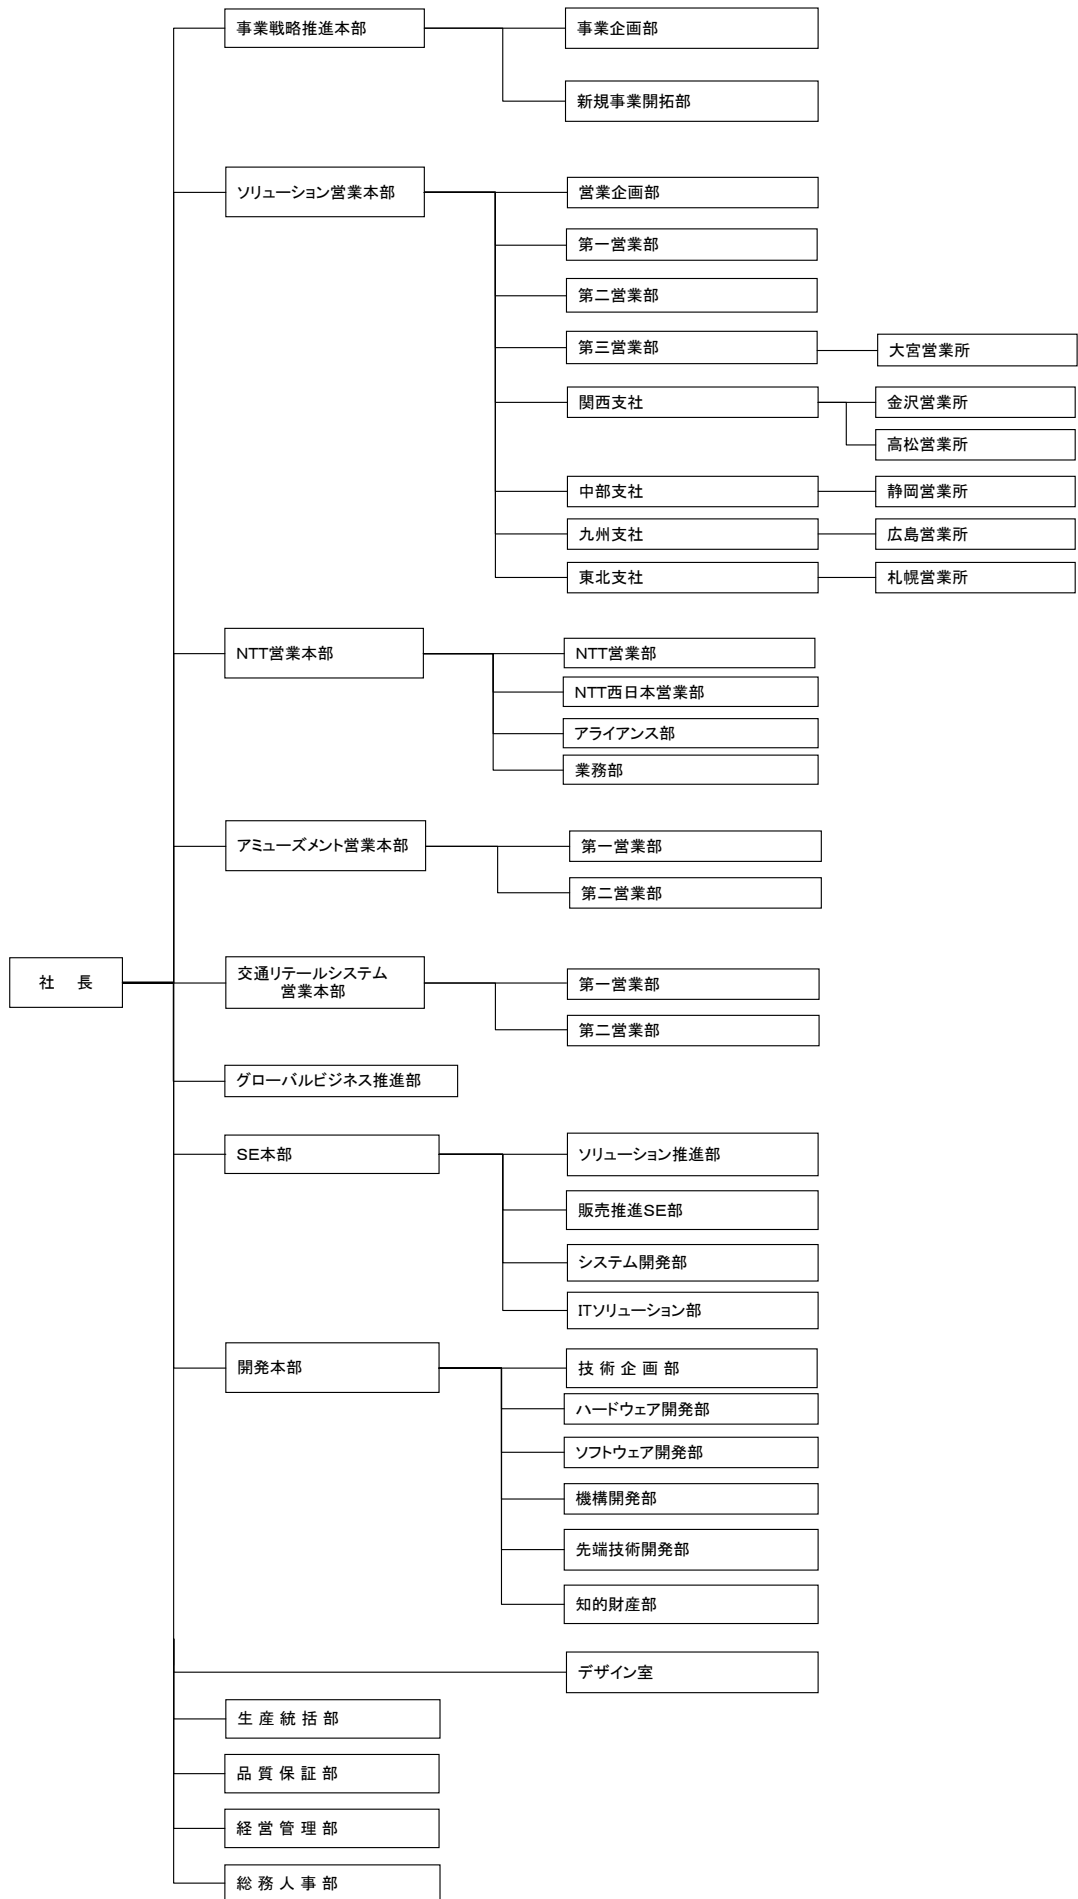 事業戦略推進本部
事業企画部
新規事業開拓部
ソリューション営業本部
営業企画部
第一営業部
第二営業部
第三営業部
大宮営業所
関西支社
金沢営業所
高松営業所
中部支社
静岡営業所
九州支社
広島営業所
東北支社
札幌営業所
NTT営業本部
NTT営業部
NTT西日本営業部
アライアンス部
業務部
アミューズメント営業本部
第一営業部
第二営業部
社 長
交通リテールシステム
営業本部
第一営業部
第二営業部
グローバルビジネス推進部
SE本部
ソリューション推進部
販売推進SE部
システム開発部
ITソリューション部
開発本部
技 術 企 画 部
ハードウェア開発部
ソフトウェア開発部
機構開発部
先端技術開発部
知的財産部
デザイン室
生 産 統 括 部
品 質 保 証 部
経 営 管 理 部
総 務 人 事 部